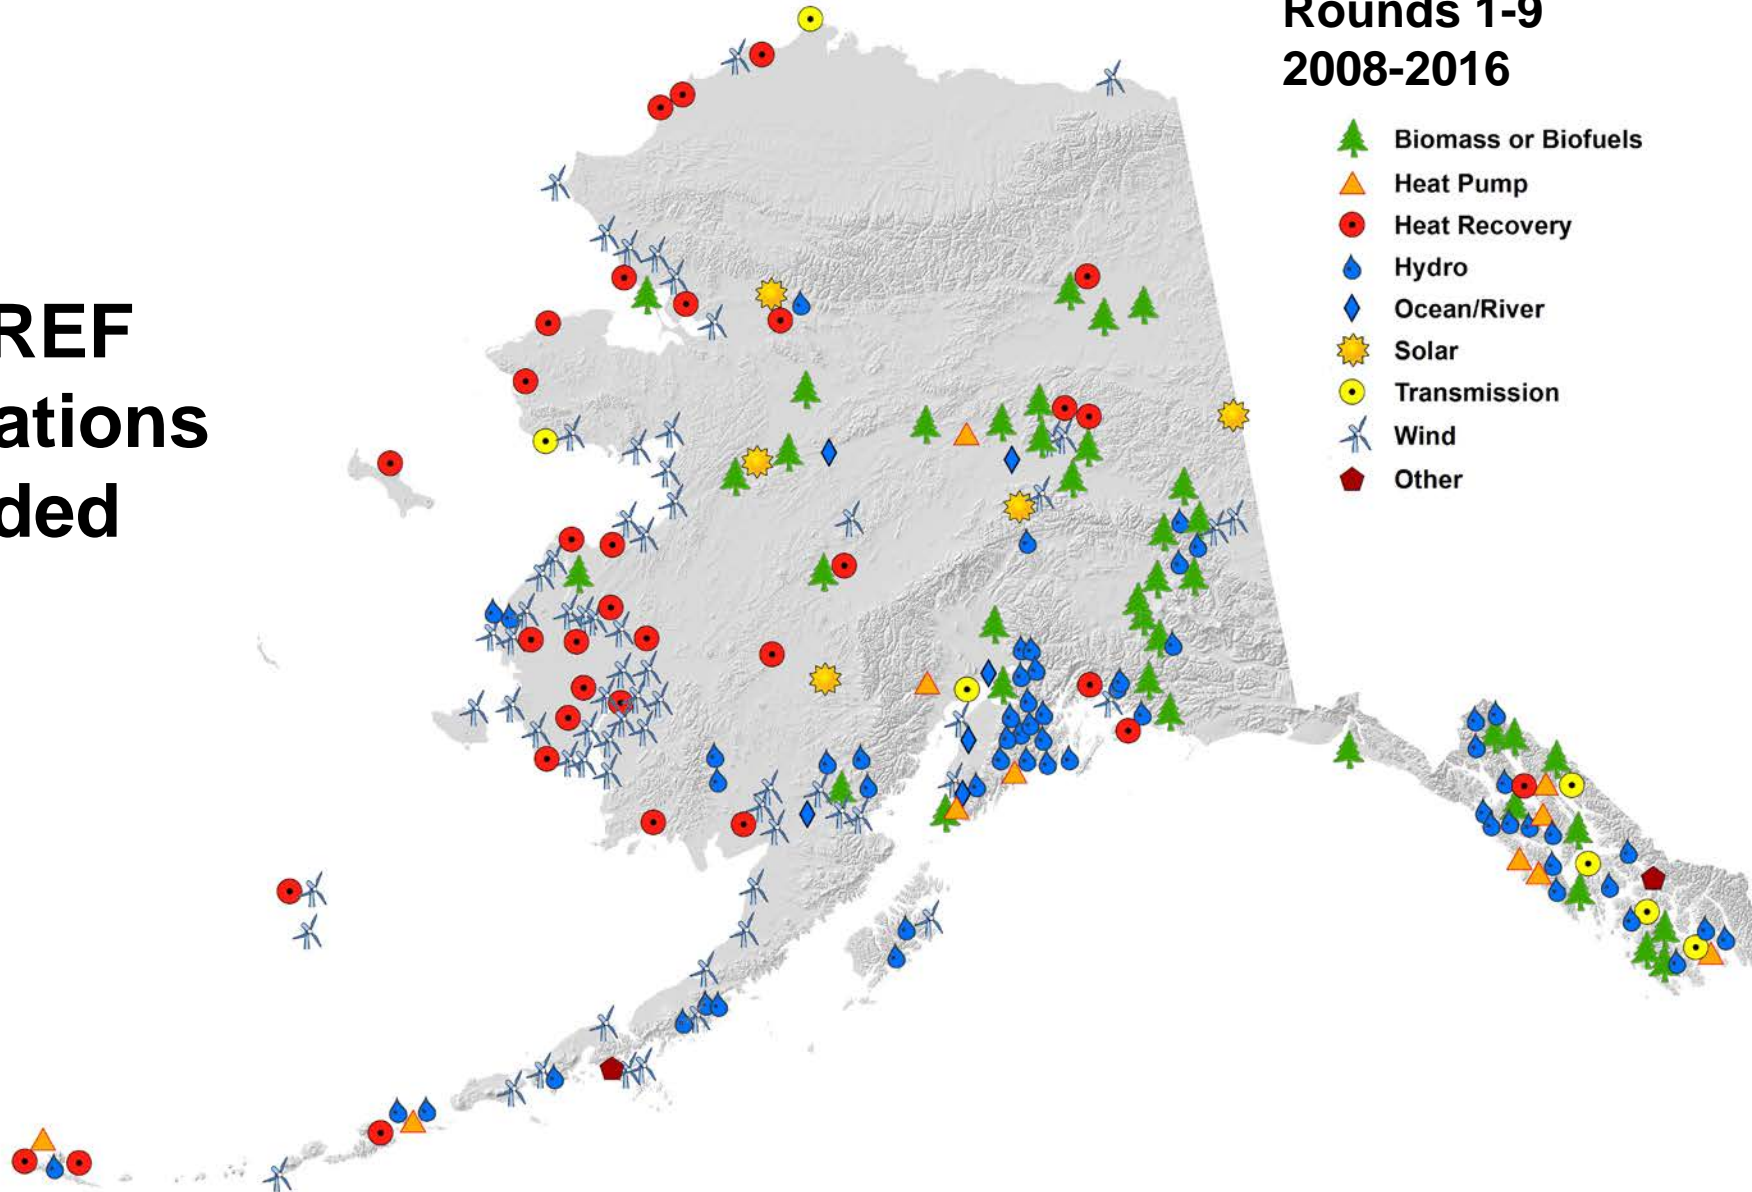 Rounds 1-9
2008-2016
REF
ations
ded
Biomass or Biofuels
Heat Pump
Heat Recovery
Hydro
Ocean/River
Solar
Transmission
Wind
Other